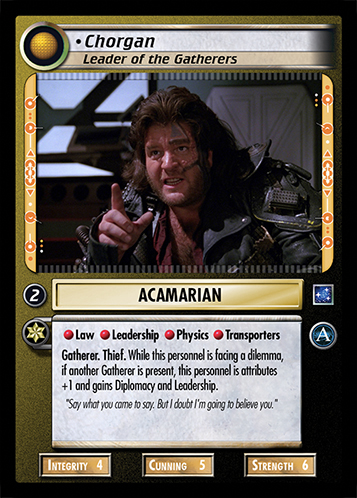 • Chorgan
Leader of the Gatherers
2
ACAMARIAN
A
Law Leadership Physics Transporters
Gatherer. Thief. While this personnel is facing a dilemma,
if another Gatherer is present, this personnel is attributes
+1 and gains Diplomacy and Leadership.
"Say what you came to say. But I doubt I'm going to believe you."
INTEGRITY 4 CUNNING 5 STRENGTH 6